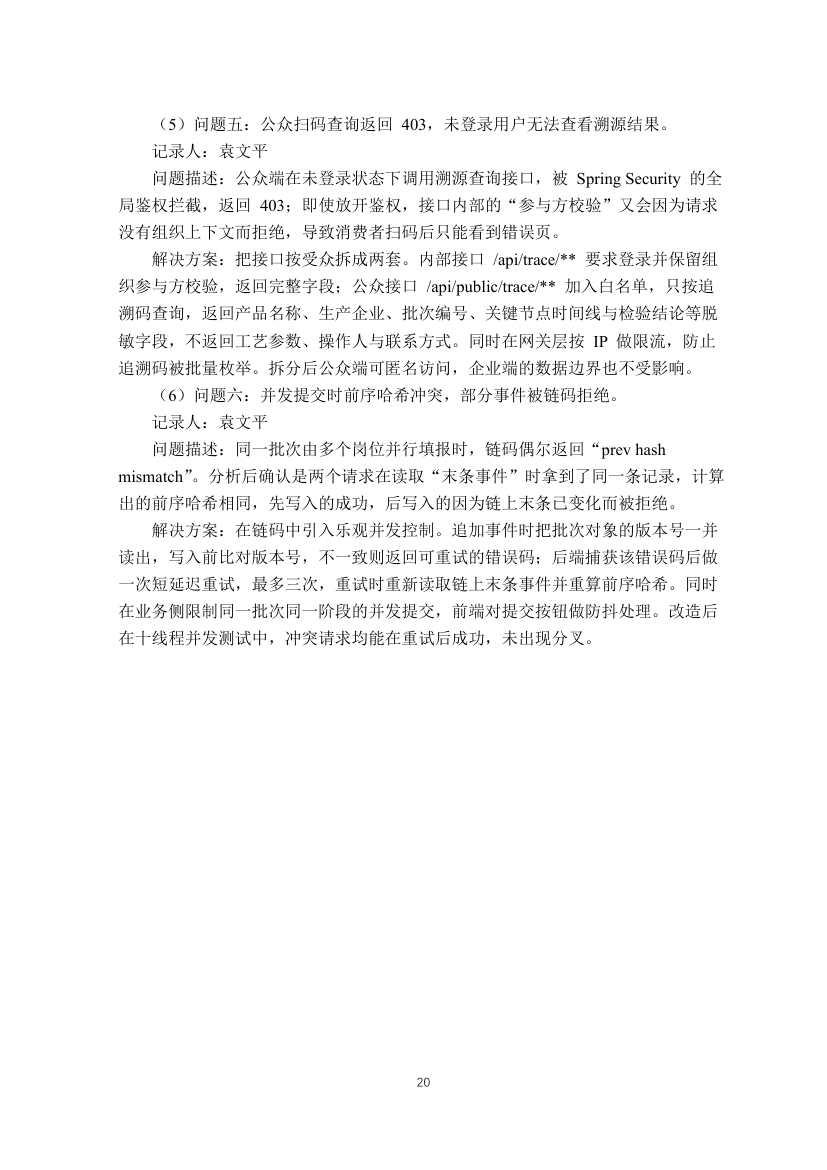 （5）问题五：公众扫码查询返回 403，未登录用户无法查看溯源结果。
记录人：袁文平
问题描述：公众端在未登录状态下调用溯源查询接口，被 Spring Security 的全
局鉴权拦截，返回 403；即使放开鉴权，接口内部的“参与方校验”又会因为请求
没有组织上下文而拒绝，导致消费者扫码后只能看到错误页。
解决方案：把接口按受众拆成两套。内部接口 /api/trace/** 要求登录并保留组
织参与方校验，返回完整字段；公众接口 /api/public/trace/** 加入白名单，只按追
溯码查询，返回产品名称、生产企业、批次编号、关键节点时间线与检验结论等脱
敏字段，不返回工艺参数、操作人与联系方式。同时在网关层按 IP 做限流，防止
追溯码被批量枚举。拆分后公众端可匿名访问，企业端的数据边界也不受影响。
（6）问题六：并发提交时前序哈希冲突，部分事件被链码拒绝。
记录人：袁文平
问题描述：同一批次由多个岗位并行填报时，链码偶尔返回“prev hash
mismatch”。分析后确认是两个请求在读取“末条事件”时拿到了同一条记录，计算
出的前序哈希相同，先写入的成功，后写入的因为链上末条已变化而被拒绝。
解决方案：在链码中引入乐观并发控制。追加事件时把批次对象的版本号一并
读出，写入前比对版本号，不一致则返回可重试的错误码；后端捕获该错误码后做
一次短延迟重试，最多三次，重试时重新读取链上末条事件并重算前序哈希。同时
在业务侧限制同一批次同一阶段的并发提交，前端对提交按钮做防抖处理。改造后
在十线程并发测试中，冲突请求均能在重试后成功，未出现分叉。
20